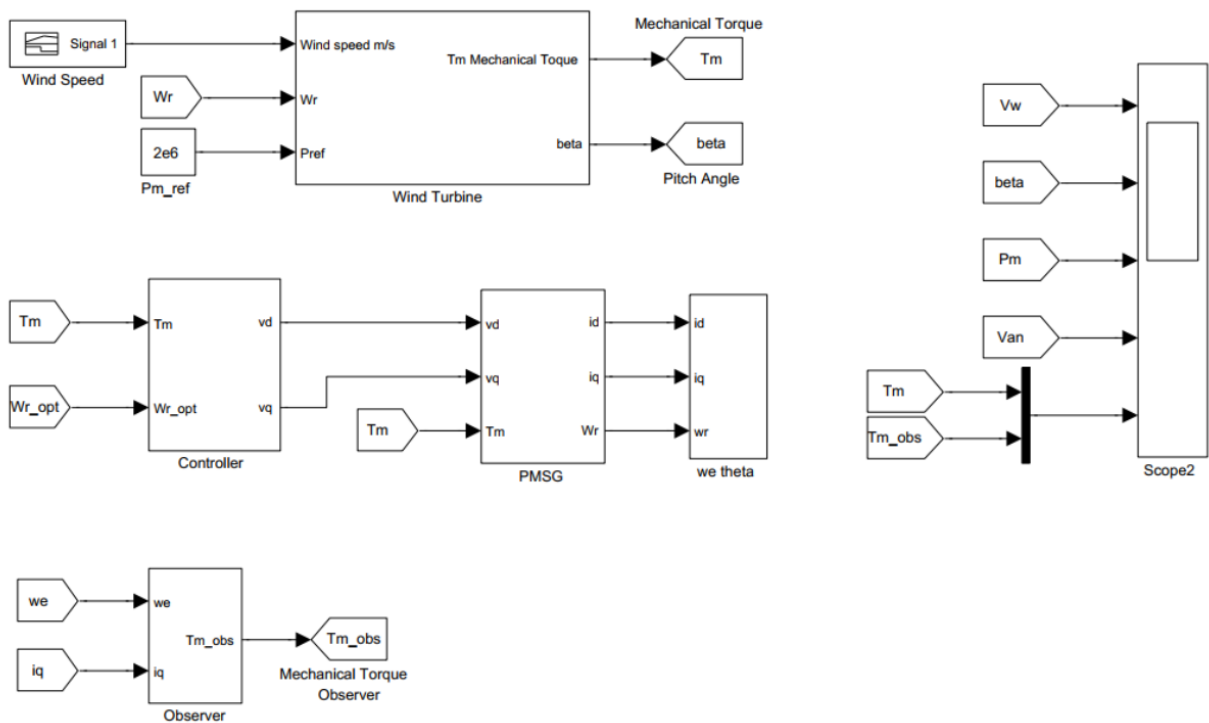 Signal 1
Wind Speed
Wr
2e6
Pm_ref
Wind speed m/s
Wr
Pref
Tm Mechanical Toque
beta
Wind Turbine
Mechanical Torque
Tm
beta
Pitch Angle
Vw
beta
Pm
Van
Tm
Tm_obs
Scope2
Tm
Wr_opt
Tm
Wr_opt
vd
vq
Controller
Tm
vd
vq
Tm
id
iq
Wr
PMSG
id
iq
wr
we theta
we
iq
we
iq
Tm_obs
Observer
Tm_obs
Mechanical Torque
Observer